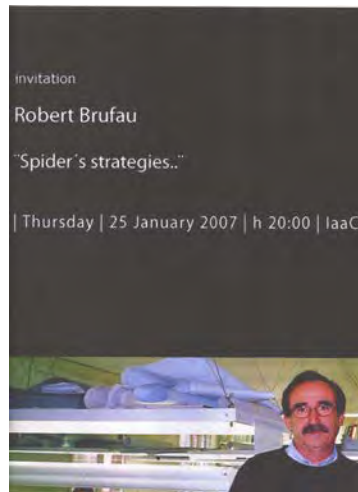 invitation
Robert Brufau
¨Spider´s strategies..¨
| Thursday | 25 January 2007 | h 20:00 | IaaC